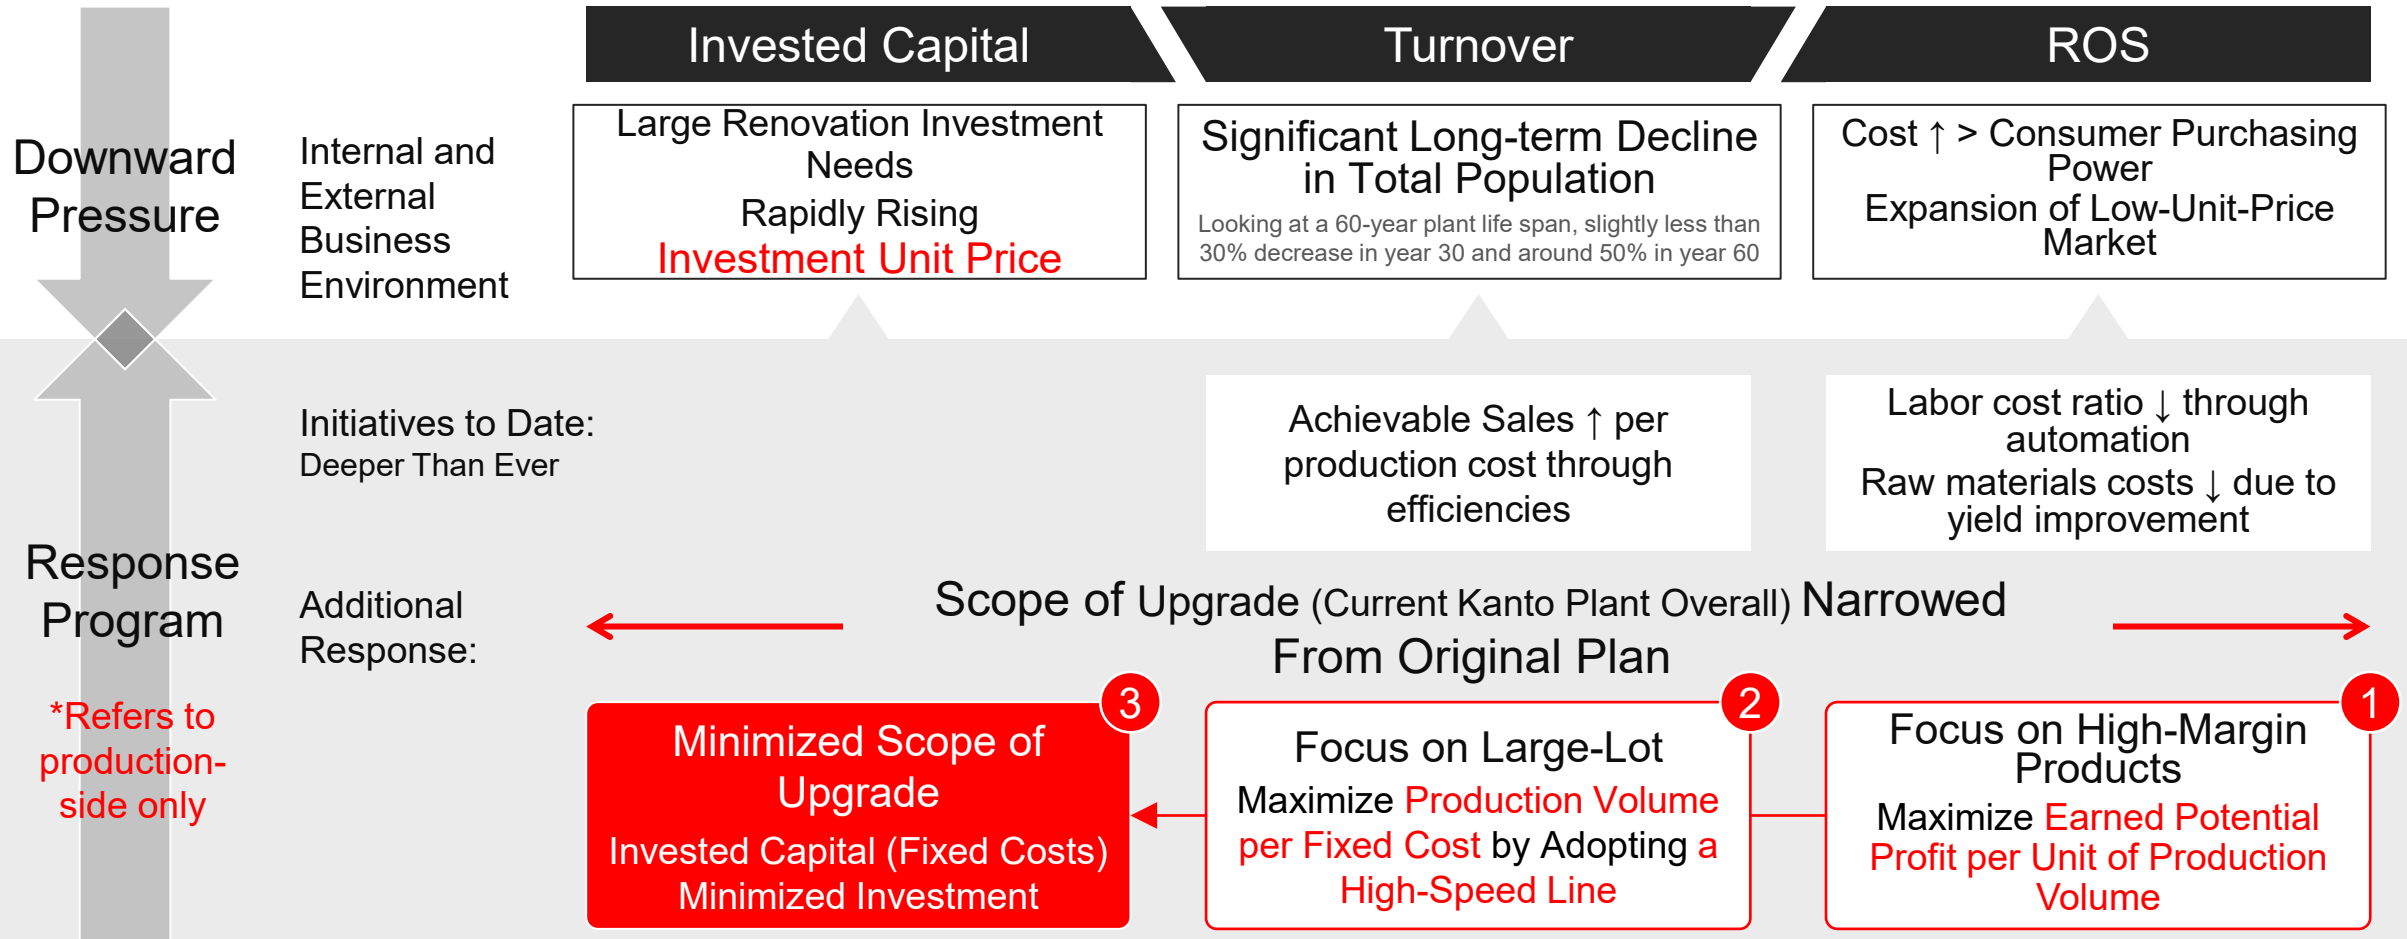 Invested Capital
Turnover
ROS
Downward
Pressure
Internal and
External
Business
Environment
Large Renovation Investment
Needs
Rapidly Rising
Investment Unit Price
Significant Long-term Decline
in Total Population
Looking at a 60-year plant life span, slightly less than
30% decrease in year 30 and around 50% in year 60
Cost ↑ > Consumer Purchasing
Power
Expansion of Low-Unit-Price
Market
Response
Program
*Refers to
production-
side only
Initiatives to Date:
Deeper Than Ever
Achievable Sales ↑ per
production cost through
efficiencies
Labor cost ratio ↓ through
automation
Raw materials costs ↓ due to
yield improvement
Additional
Response:
Scope of Upgrade (Current Kanto Plant Overall) Narrowed
From Original Plan
3
Minimized Scope of
Upgrade
Invested Capital (Fixed Costs)
Minimized Investment
2
Focus on Large-Lot
Maximize Production Volume
per Fixed Cost by Adopting a
High-Speed Line
1
Focus on High-Margin
Products
Maximize Earned Potential
Profit per Unit of Production
Volume